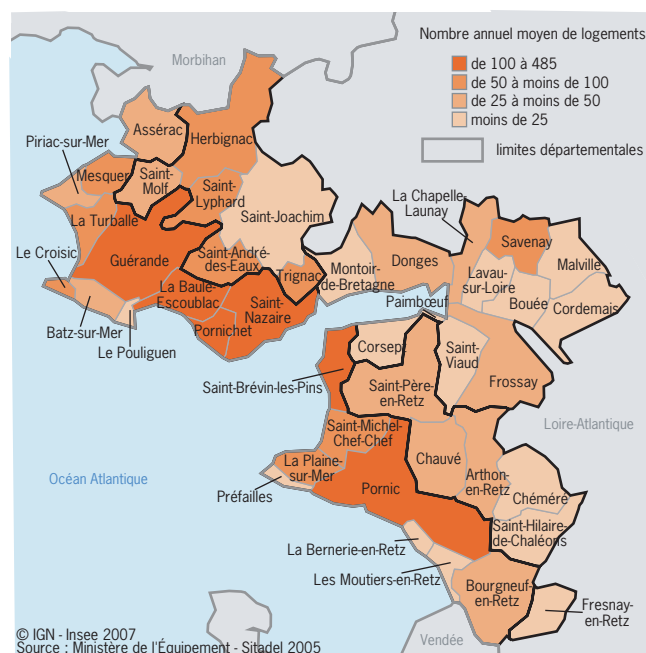 Nombre annuel moyen de logements
de 100 à 485
de 50 à moins de 100
de 25 à moins de 50
moins de 25
limites départementales
Morbihan
Assérac
Herbignac
Piriac-sur-Mer
Mesquer
Saint-
Molf
Saint-
Lyphard
La Turballe
Saint-Joachim
La Chapelle-
Launay
Savenay
Le Croisic
Guérande
Saint-André-
des-Eaux
Trignac
Montoir-
de-Bretagne
Donges
Lavau-
sur-Loire
Malville
Bouée
Cordemais
La Baule-
Escoublac
Saint-
Nazaire
Paimbœuf
Batz-sur-Mer
Pornichet
Le Pouliguen
Corsept
Saint-
Viaud
Saint-Brévin-les-Pins
Saint-Père-
en-Retz
Frossay
Saint-Michel-
Chef-Chef
Loire-Atlantique
La Plaine-
sur-Mer
Chauvé
Arthon-
en-Retz
Océan Atlantique
Préfailles
Pornic
Chéméré
Saint-Hilaire-
de-Chaléons
La Bernerie-en-Retz
Les Moutiers-en-Retz
Bourgneuf-
en-Retz
Fresnay-
en-Retz
Vendée
© IGN - Insee 2007
Source : Ministère de l'Équipement - Sitadel 2005